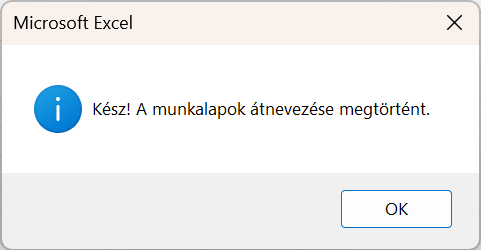 Microsoft Excel
Kész! A munkalapok átnevezése megtörtént.
OK